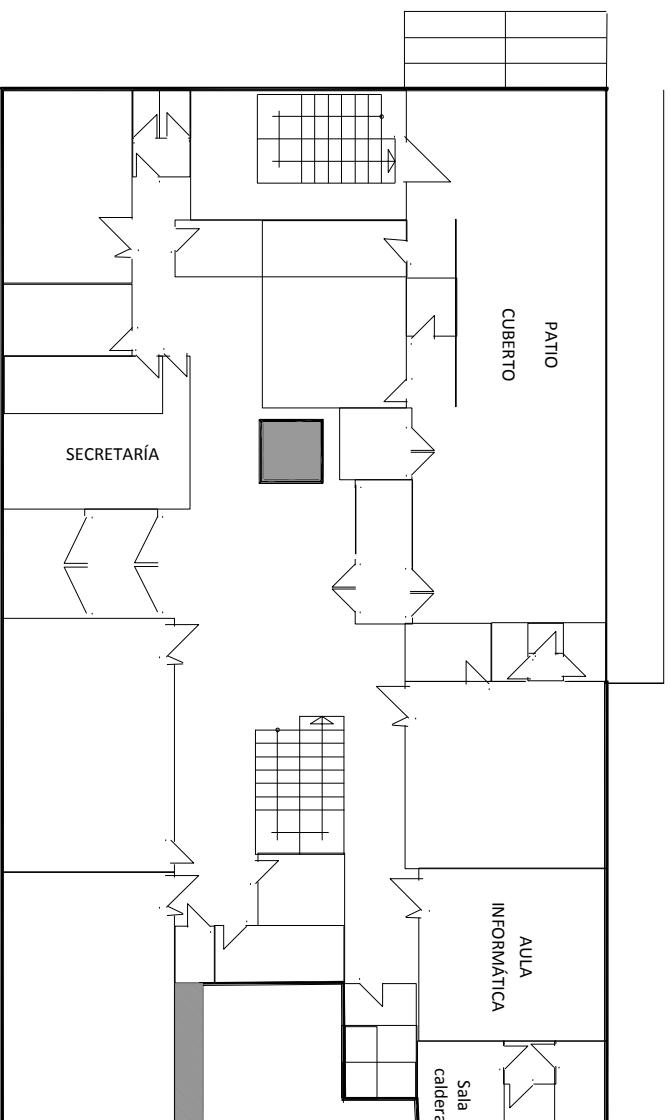 PATIO
CUBERTO
SECRETARÍA
AULA
INFORMÁTICA
Sala
caldera